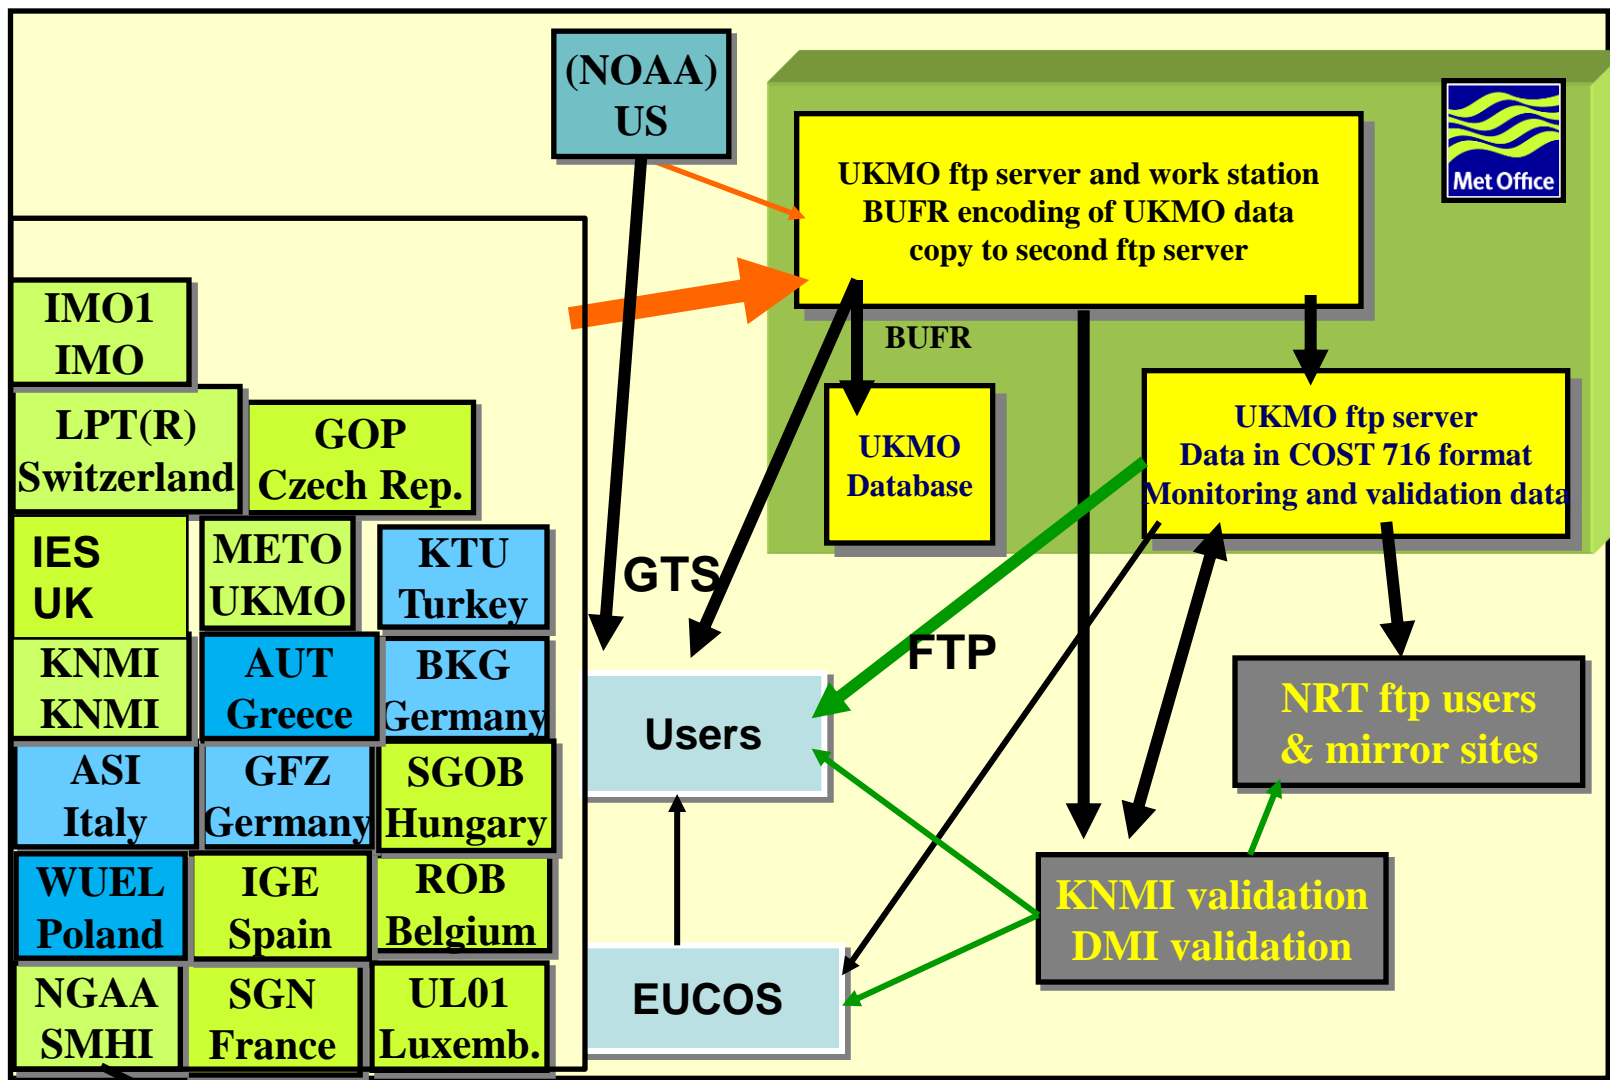 (NOAA)
US
UKMO ftp server and work station
BUFR encoding of UKMO data
copy to second ftp server
Met Office
BUFR
UKMO
Database
UKMO ftp server
Data in COST 716 format
Monitoring and validation data
IMO1
IMO
LPT(R)
Switzerland
GOP
Czech Rep.
IES
UK
METO
UKMO
KTU
Turkey
KNMI
KNMI
AUT
Greece
BKG
Germany
ASI
Italy
GFZ
Germany
SGOB
Hungary
WUEL
Poland
IGE
Spain
ROB
Belgium
NGAA
SMHI
SGN
France
UL01
Luxemb.
GTS
FTP
Users
EUCOS
NRT ftp users
& mirror sites
KNMI validation
DMI validation